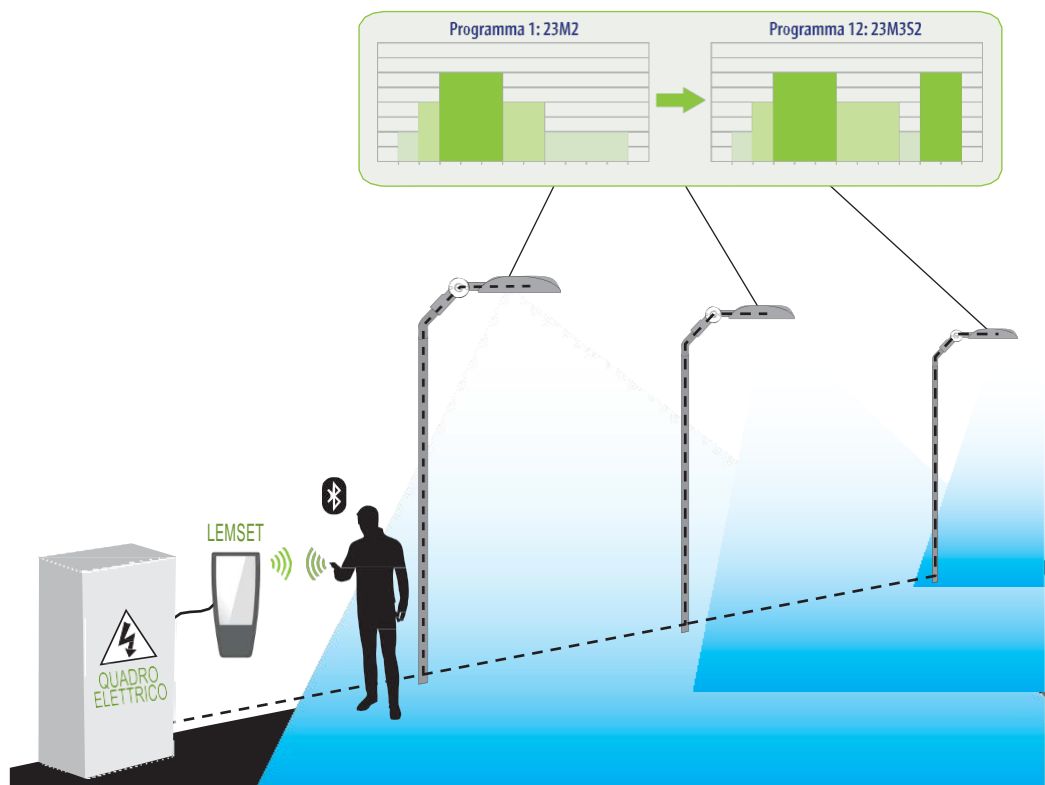 Programma 1: 23M2
Programma 12: 23M3S2
LEMSET
QUADRO
ELETTRICO